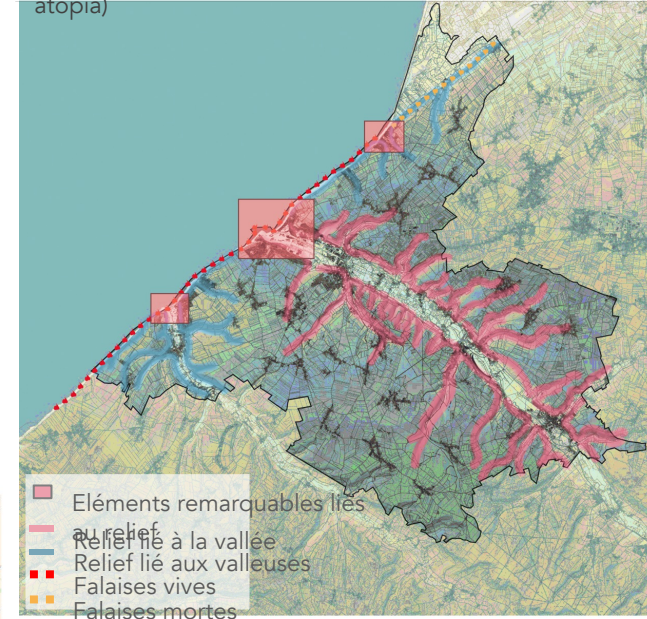 atopia)
Eléments remarquables liés
au relief
Relief lié à la vallée
Relief lié aux valleuses
Falaises vives
Falaises mortes